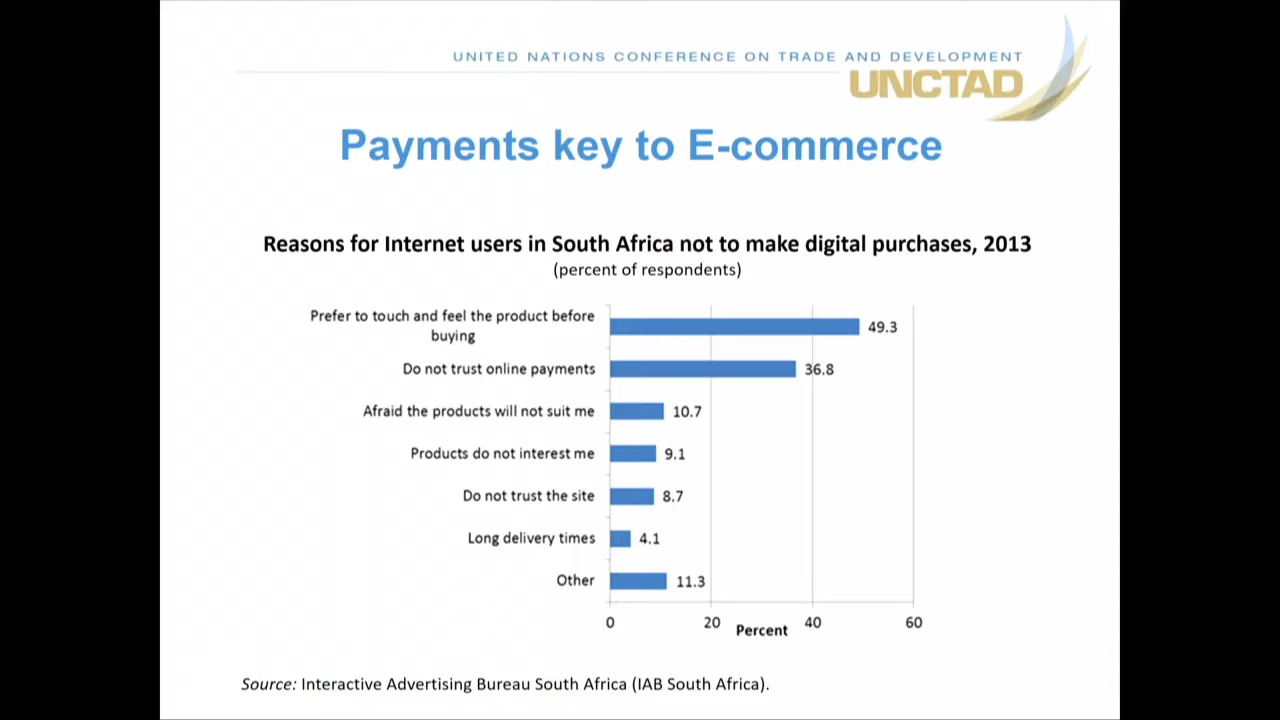 UNITED NATIONS CONFERENCE ON TRADE AND DEVELOPMENT
UNCTAD
Payments key to E-commerce
Reasons for Internet users in South Africa not to make digital purchases, 2013
(percent of respondents)
Prefer to touch and feel the product before
buying
49.3
Do not trust online payments
36.8
Afraid the products will not suit me
10.7
Products do not interest me
9.1
Do not trust the site
8.7
Long delivery times
4.1
Other
11.3
0 20 40 60
Percent
Source: Interactive Advertising Bureau South Africa (IAB South Africa).